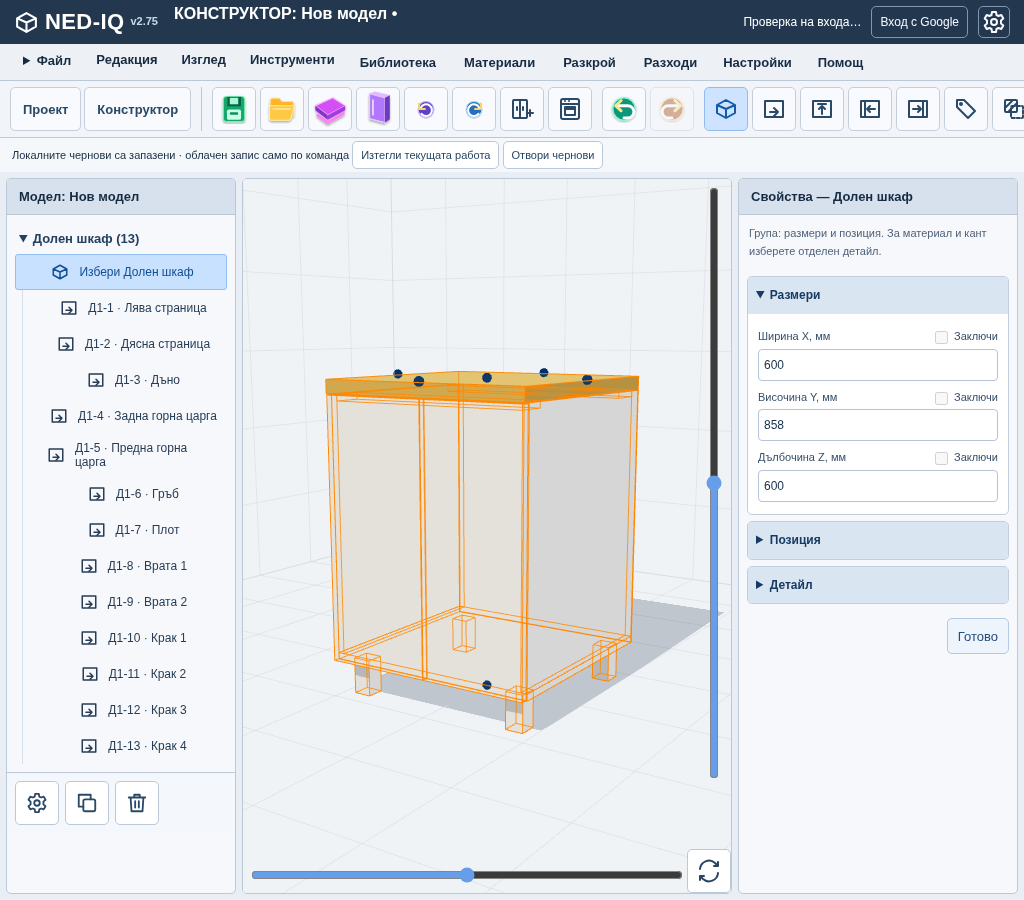 NED-IQ v2.75 КОНСТРУКТОР: Нов модел •
Проверка на входа… Вход с Google
Файл Редакция Изглед Инструменти Библиотека Материали Разкрой Разходи Настройки Помощ
Проект Конструктор
Локалните чернови са запазени · облачен запис само по команда Изтегли текущата работа Отвори чернови
Модел: Нов модел
Долен шкаф (13)
Избери Долен шкаф
Д1-1 · Лява страница
Д1-2 · Дясна страница
Д1-3 · Дъно
Д1-4 · Задна горна царга
Д1-5 · Предна горна
царга
Д1-6 · Гръб
Д1-7 · Плот
Д1-8 · Врата 1
Д1-9 · Врата 2
Д1-10 · Крак 1
Д1-11 · Крак 2
Д1-12 · Крак 3
Д1-13 · Крак 4
Свойства — Долен шкаф
Група: размери и позиция. За материал и кант
изберете отделен детайл.
Размери
Ширина X, мм Заключи
600
Височина Y, мм Заключи
858
Дълбочина Z, мм Заключи
600
Позиция
Детайл
Готово